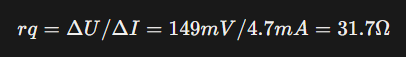 rq = ΔU/ΔI = 149mV/4.7mA = 31.7Ω